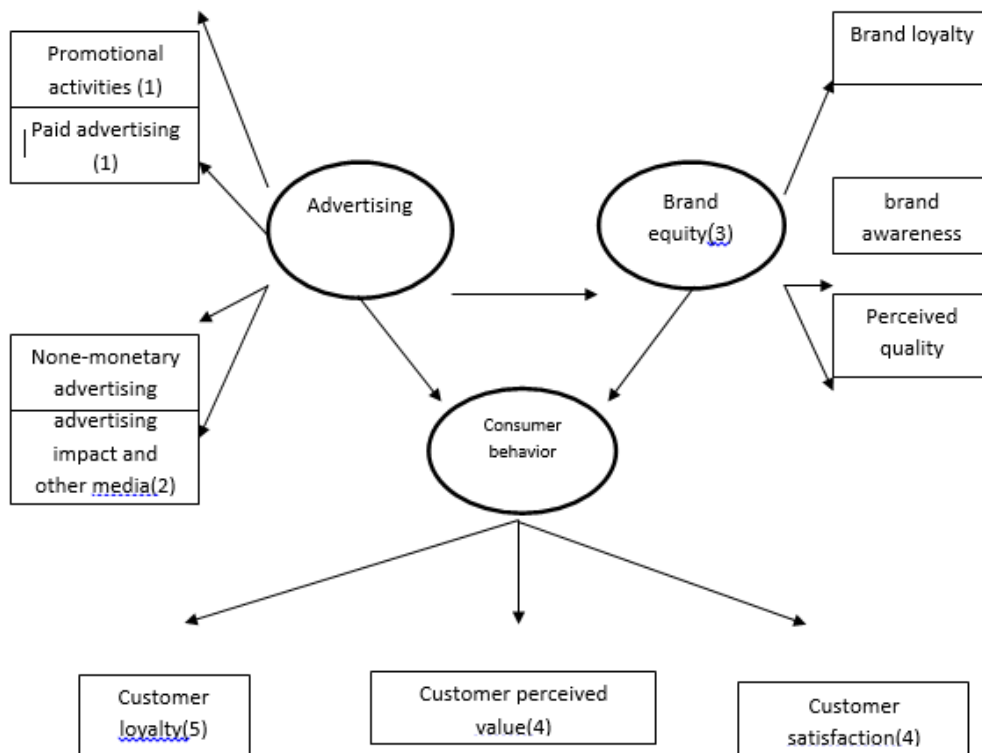 Promotional
activities (1)
Paid advertising
(1)
Advertising
Brand
equity(3)
Brand loyalty
brand
awareness
Perceived
quality
None-monetary
advertising
advertising
impact and
other media(2)
Consumer
behavior
Customer
loyalty(5)
Customer perceived
value(4)
Customer
satisfaction(4)